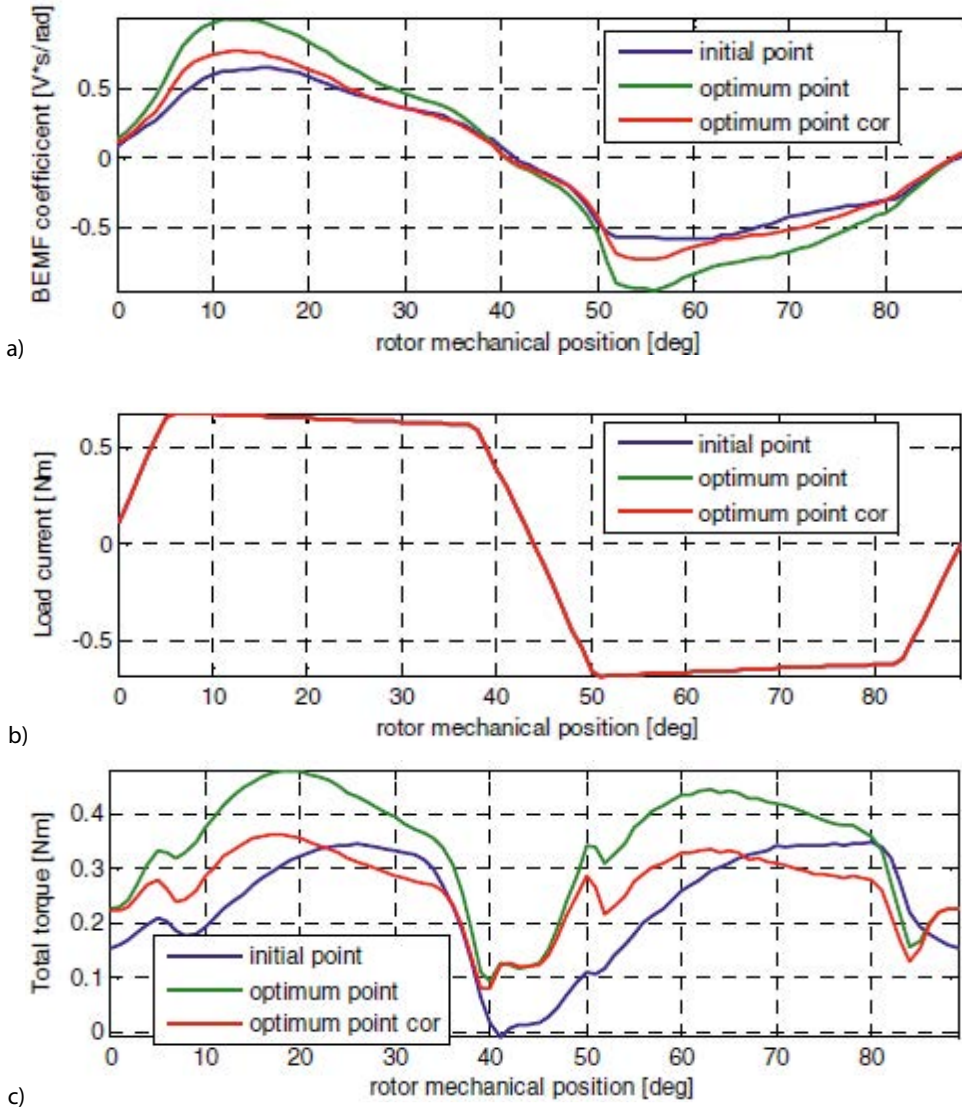 BEMF coefficicent [V*s/rad]
0.5
0
-0.5
initial point
optimum point
optimum point cor
0 10 20 30 40 50 60 70 80
rotor mechanical position [deg]
a)
Load current [Nm]
0.5
0
-0.5
initial point
optimum point
optimum point cor
0 10 20 30 40 50 60 70 80
rotor mechanical position [deg]
b)
Total torque [Nm]
0.4
0.3
0.2
0.1
0
initial point
optimum point
optimum point cor
0 10 20 30 40 50 60 70 80
rotor mechanical position [deg]
c)